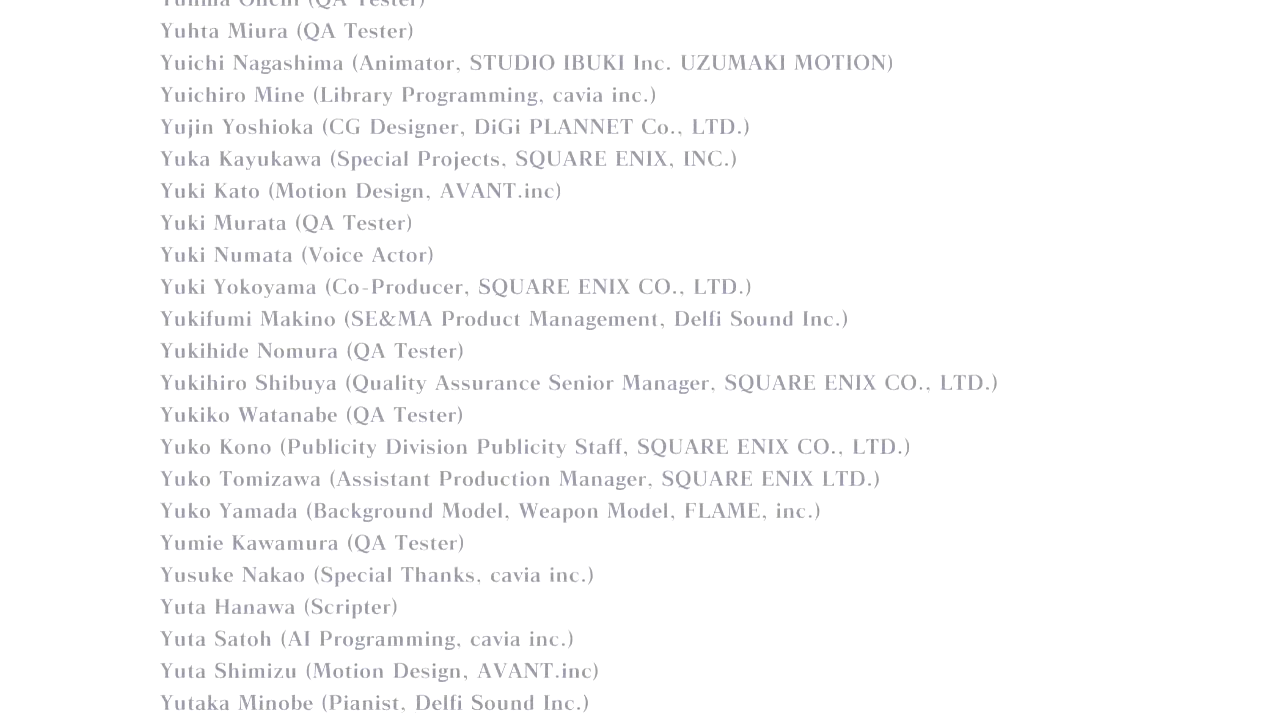 (QA Tester)
Yuhta Miura (QA Tester)
Yuichi Nagashima (Animator, STUDIO IBUKI Inc. UZUMAKI MOTION)
Yuichiro Mine (Library Programming, cavia inc.)
Yujin Yoshioka (CG Designer, DiGi PLANNET Co., LTD.)
Yuka Kayukawa (Special Projects, SQUARE ENIX, INC.)
Yuki Kato (Motion Design, AVANT.inc)
Yuki Murata (QA Tester)
Yuki Numata (Voice Actor)
Yuki Yokoyama (Co-Producer, SQUARE ENIX CO., LTD.)
Yukifumi Makino (SE&MA Product Management, Delfi Sound Inc.)
Yukihide Nomura (QA Tester)
Yukihiro Shibuya (Quality Assurance Senior Manager, SQUARE ENIX CO., LTD.)
Yukiko Watanabe (QA Tester)
Yuko Kono (Publicity Division Publicity Staff, SQUARE ENIX CO., LTD.)
Yuko Tomizawa (Assistant Production Manager, SQUARE ENIX LTD.)
Yuko Yamada (Background Model, Weapon Model, FLAME, inc.)
Yumie Kawamura (QA Tester)
Yusuke Nakao (Special Thanks, cavia inc.)
Yuta Hanawa (Scripter)
Yuta Satoh (AI Programming, cavia inc.)
Yuta Shimizu (Motion Design, AVANT.inc)
Yutaka Minobe (Pianist, Delfi Sound Inc.)